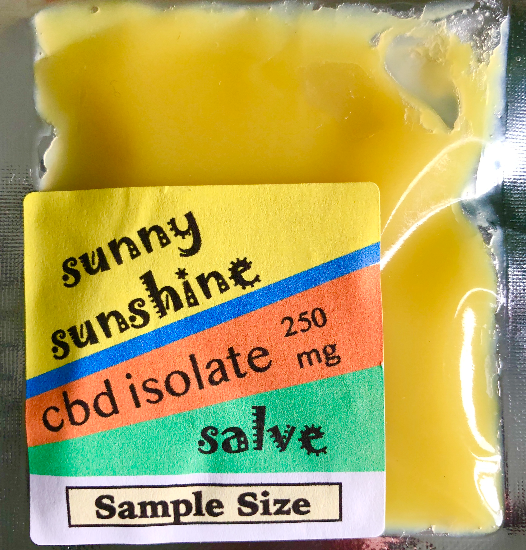 sunny
sunshine
cbd isolate 250
mg
salve
Sample Size